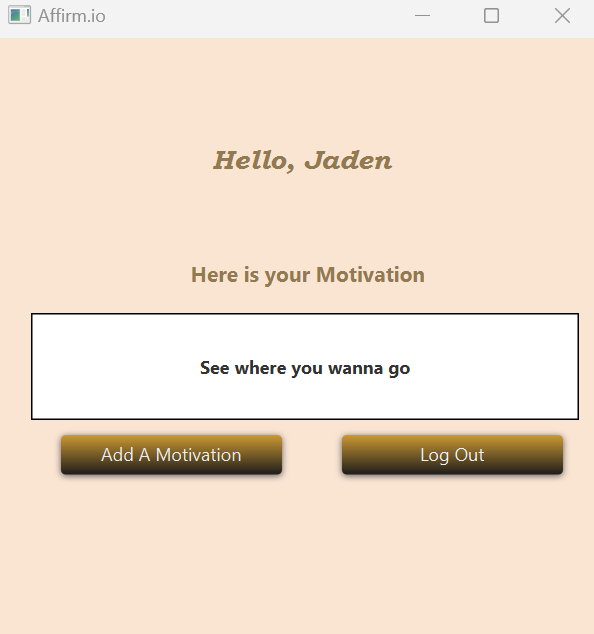 Affirm.io
Hello, Jaden
Here is your Motivation
See where you wanna go
Add A Motivation
Log Out